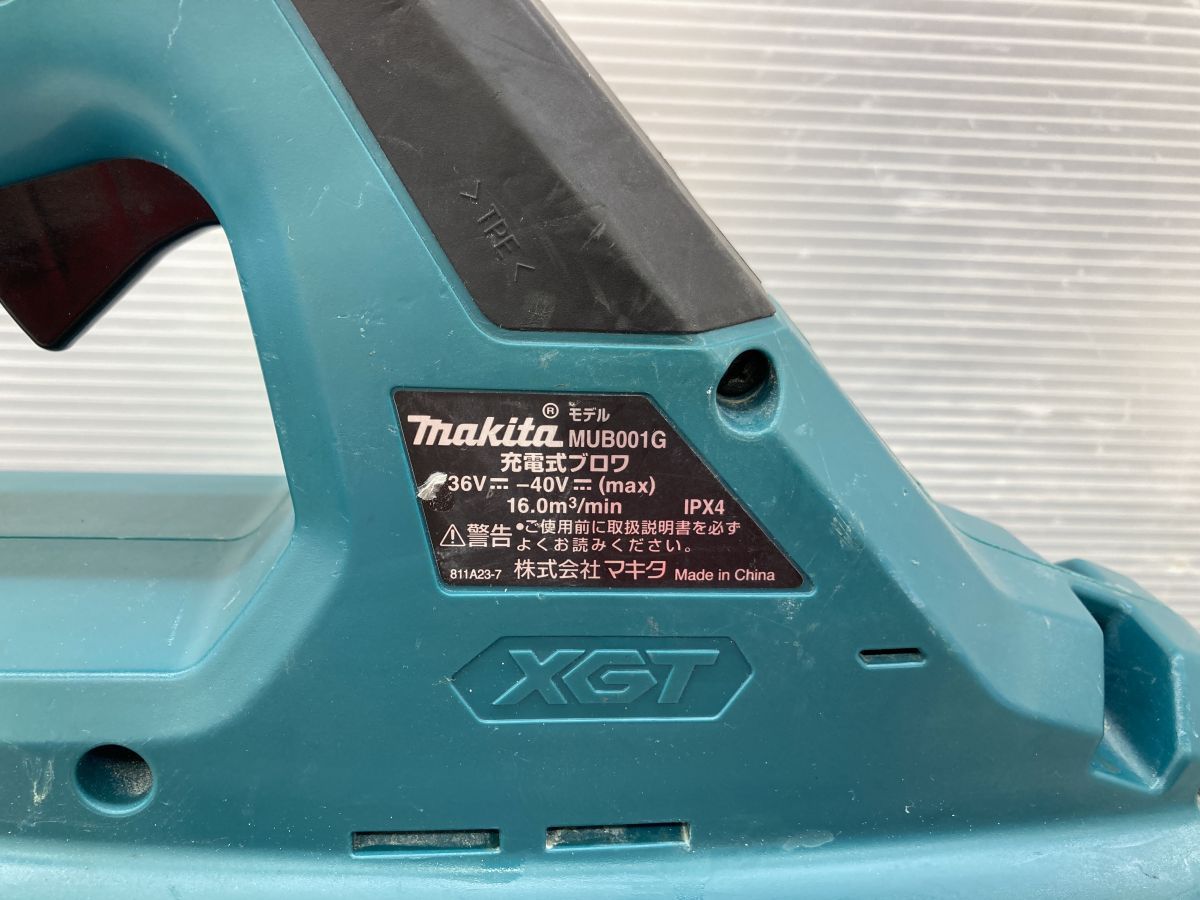 >TPE<
makita® モデル MUB001G
充電式ブロワ
36V⎓ -40V⎓ (max)
16.0m³/min IPX4
⚠警告 •ご使用前に取扱説明書を必ず
よくお読みください。
811A23-7 株式会社マキタ Made in China
XGT